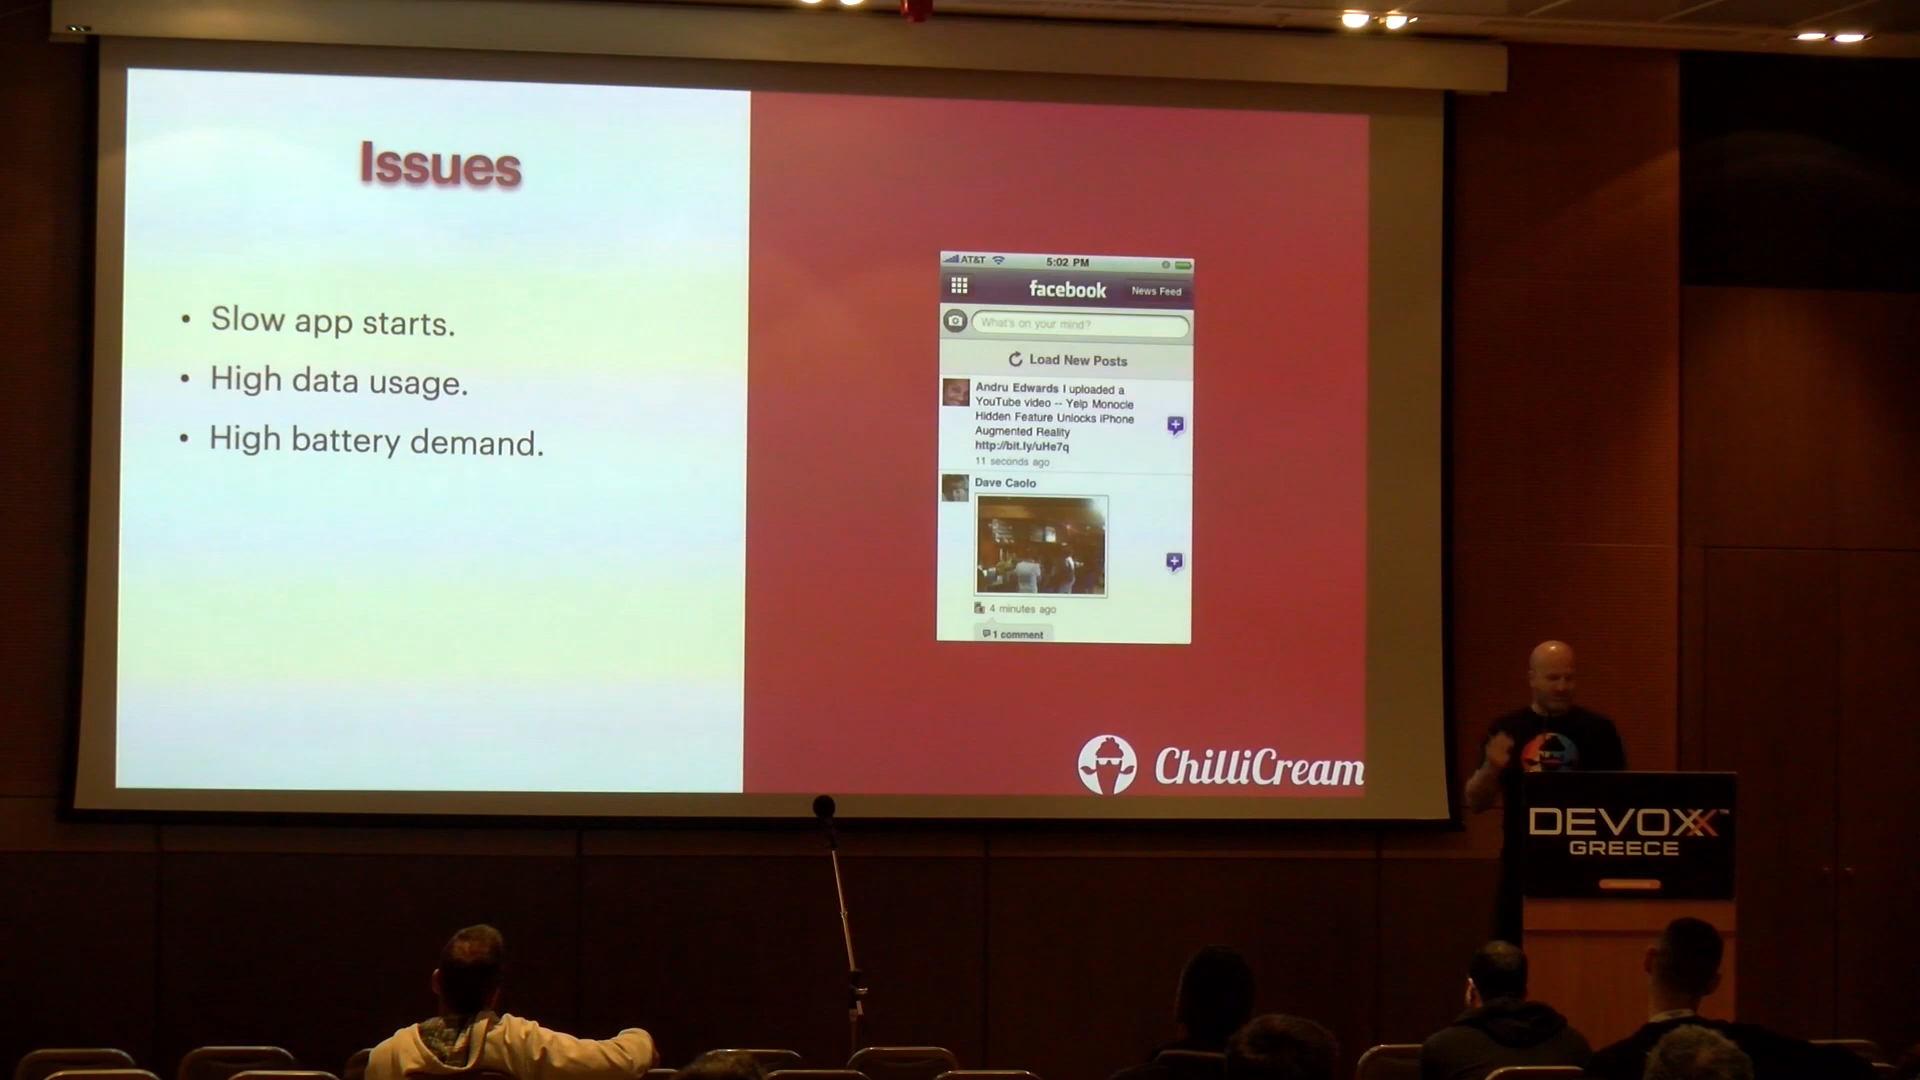 Issues
• Slow app starts.
• High data usage.
• High battery demand.
AT&T 5:02 PM
facebook News Feed
What's on your mind?
Load New Posts
Andru Edwards I uploaded a
YouTube video -- Yelp Monocle
Hidden Feature Unlocks iPhone
Augmented Reality
http://bit.ly/uHe7q
11 seconds ago
Dave Caolo
4 minutes ago
1 comment
ChilliCream
DEVOXX™
GREECE